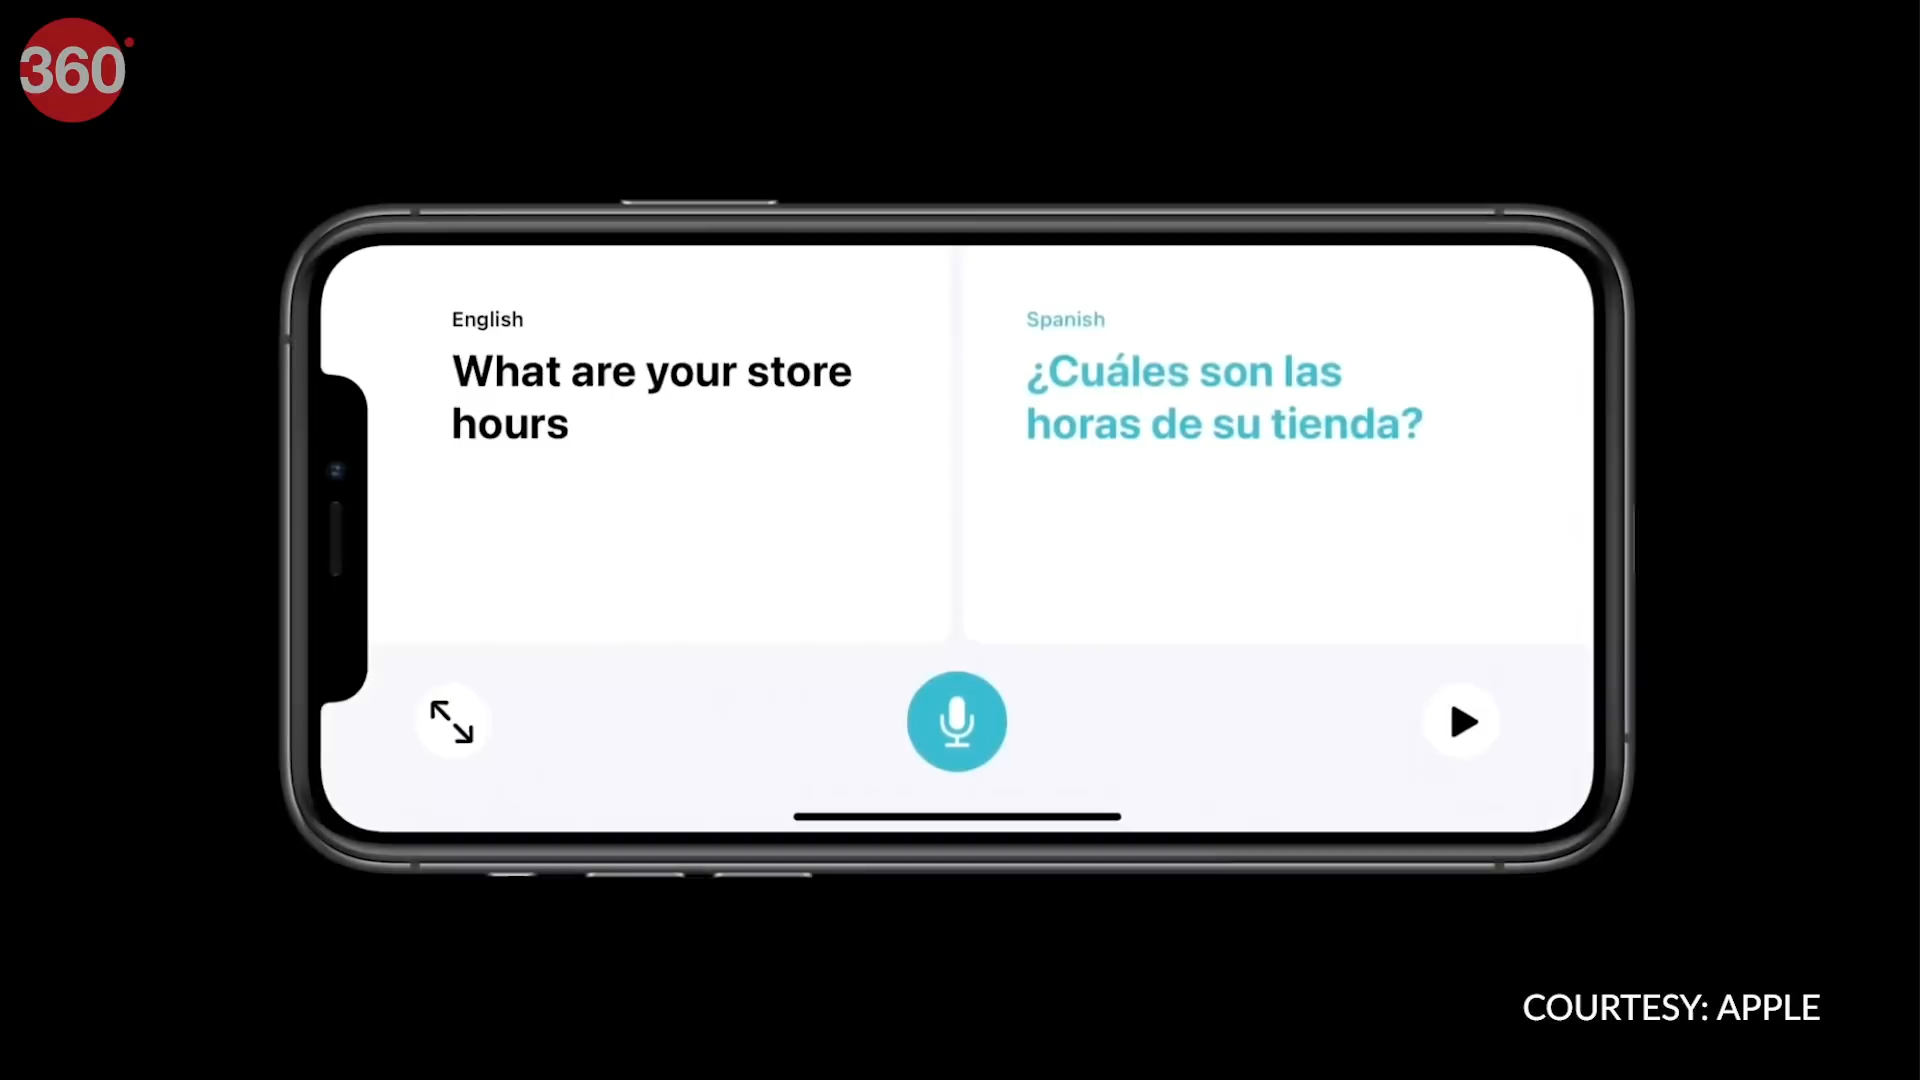 360
English
What are your store
hours
Spanish
¿Cuáles son las
horas de su tienda?
COURTESY: APPLE